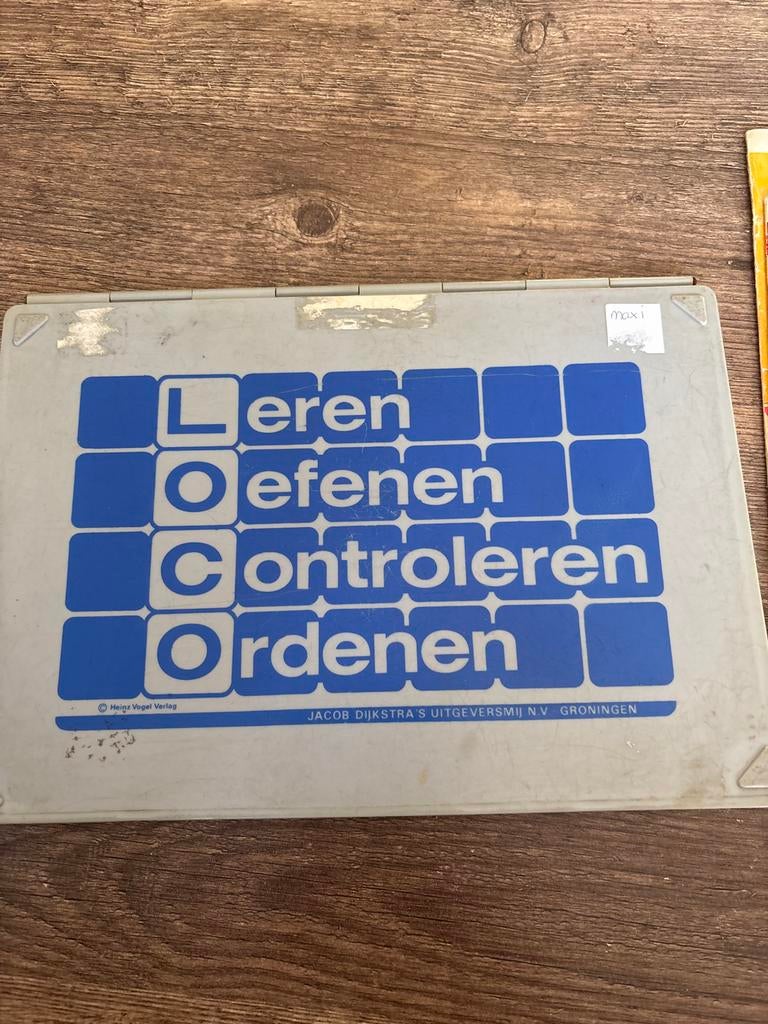 maxi
Leren
Oefenen
Controleren
Ordenen
© Heinz Vogel Verlag
JACOB DIJKSTRA'S UITGEVERSMIJ N.V. GRONINGEN